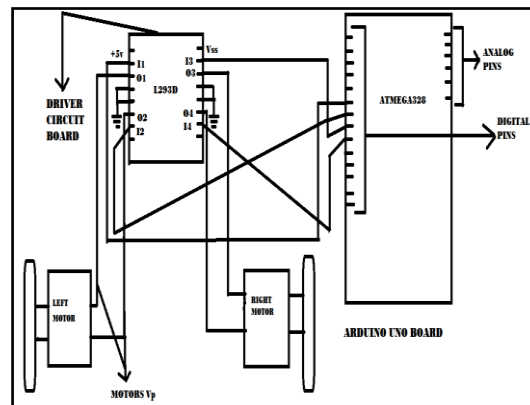 +5v
I1
O1
O2
I2
L293D
Vss
I3
O3
O4
I4
DRIVER
CIRCUIT
BOARD
ATMEGA328
ANALOG
PINS
DIGITAL
PINS
LEFT
MOTOR
RIGHT
MOTOR
ARDUINO UNO BOARD
MOTORS Vp